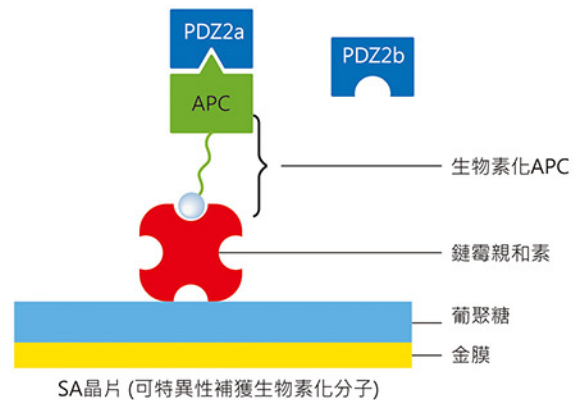 PDZ2a
PDZ2b
APC
生物素化APC
鏈霉親和素
葡聚糖
金膜
SA晶片 (可特異性補獲生物素化分子)